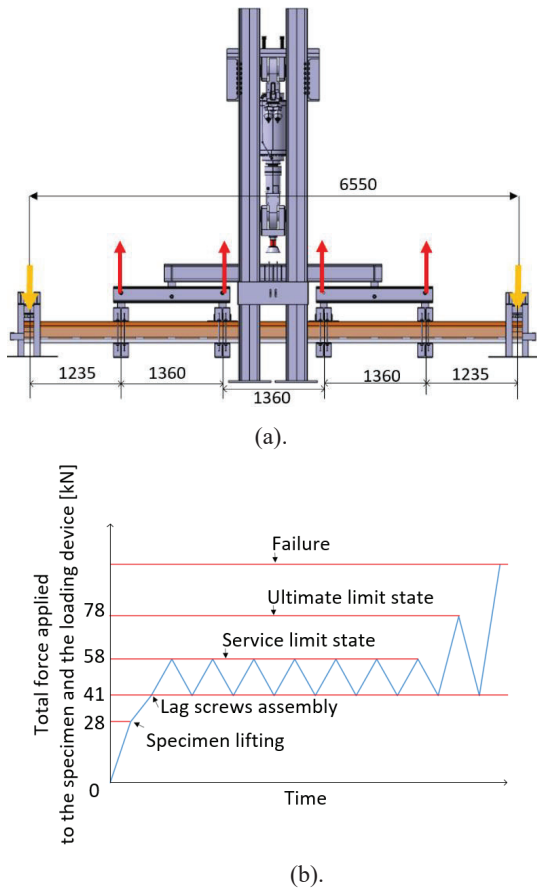 6550
1235
1360
1360
1360
1235
(a).
Total force applied
to the specimen and the loading device [kN]
Failure
78
Ultimate limit state
58
Service limit state
41
Lag screws assembly
28
Specimen lifting
0
Time
(b).